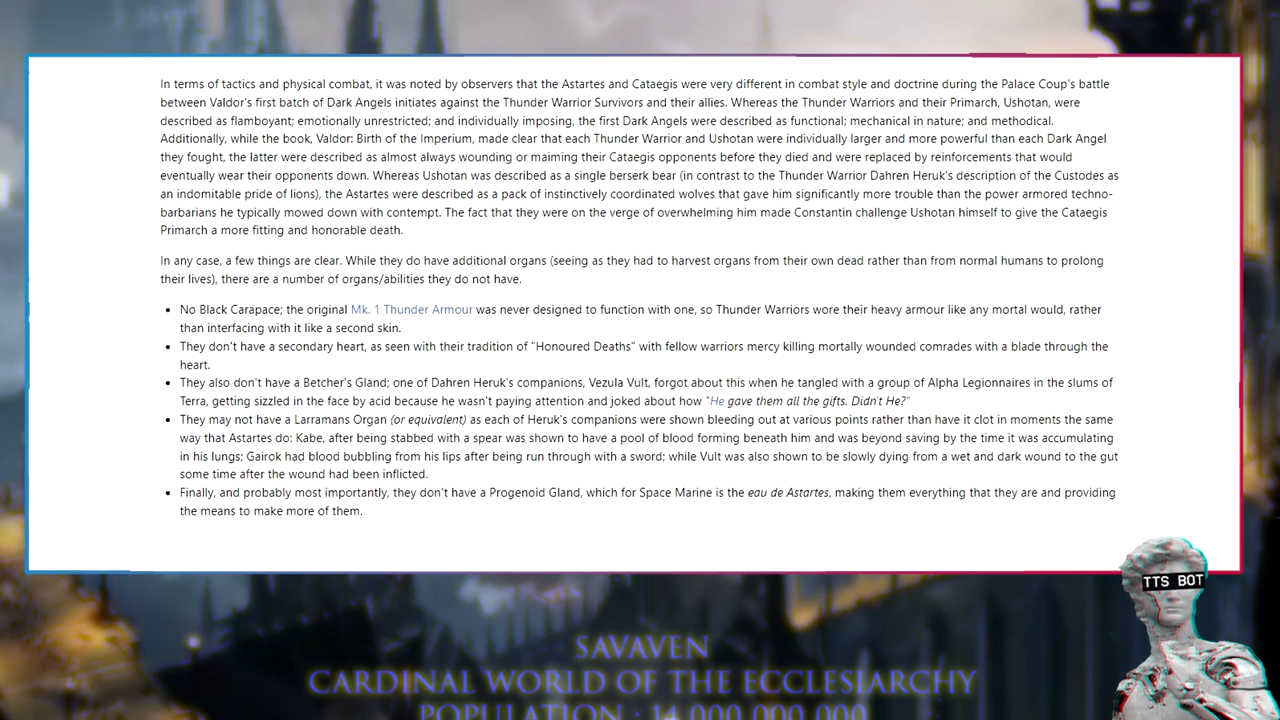 In terms of tactics and physical combat, it was noted by observers that the Astartes and Cataegis were very different in combat style and doctrine during the Palace Coup's battle
between Valdor's first batch of Dark Angels initiates against the Thunder Warrior Survivors and their allies. Whereas the Thunder Warriors and their Primarch, Ushotan, were
described as flamboyant; emotionally unrestricted; and individually imposing, the first Dark Angels were described as functional; mechanical in nature; and methodical.
Additionally, while the book, Valdor: Birth of the Imperium, made clear that each Thunder Warrior and Ushotan were individually larger and more powerful than each Dark Angel
they fought, the latter were described as almost always wounding or maiming their Cataegis opponents before they died and were replaced by reinforcements that would
eventually wear their opponents down. Whereas Ushotan was described as a single berserk bear (in contrast to the Thunder Warrior Dahren Heruk's description of the Custodes as
an indomitable pride of lions), the Astartes were described as a pack of instinctively coordinated wolves that gave him significantly more trouble than the power armored techno-
barbarians he typically mowed down with contempt. The fact that they were on the verge of overwhelming him made Constantin challenge Ushotan himself to give the Cataegis
Primarch a more fitting and honorable death.
In any case, a few things are clear. While they do have additional organs (seeing as they had to harvest organs from their own dead rather than from normal humans to prolong
their lives), there are a number of organs/abilities they do not have.
• No Black Carapace; the original Mk. 1 Thunder Armour was never designed to function with one, so Thunder Warriors wore their heavy armour like any mortal would, rather
than interfacing with it like a second skin.
• They don't have a secondary heart, as seen with their tradition of "Honoured Deaths" with fellow warriors mercy killing mortally wounded comrades with a blade through the
heart.
• They also don't have a Betcher's Gland; one of Dahren Heruk's companions, Vezula Vult, forgot about this when he tangled with a group of Alpha Legionnaires in the slums of
Terra, getting sizzled in the face by acid because he wasn't paying attention and joked about how "He gave them all the gifts. Didn't He?"
• They may not have a Larramans Organ (or equivalent) as each of Heruk's companions were shown bleeding out at various points rather than have it clot in moments the same
way that Astartes do: Kabe, after being stabbed with a spear was shown to have a pool of blood forming beneath him and was beyond saving by the time it was accumulating
in his lungs; Gairok had blood bubbling from his lips after being run through with a sword; while Vult was also shown to be slowly dying from a wet and dark wound to the gut
some time after the wound had been inflicted.
• Finally, and probably most importantly, they don't have a Progenoid Gland, which for Space Marine is the eau de Astartes, making them everything that they are and providing
the means to make more of them.
TTS BOT
SAVAVEN
CARDINAL WORLD OF THE ECCLESIARCHY
POPULATION : 14 000 000 000